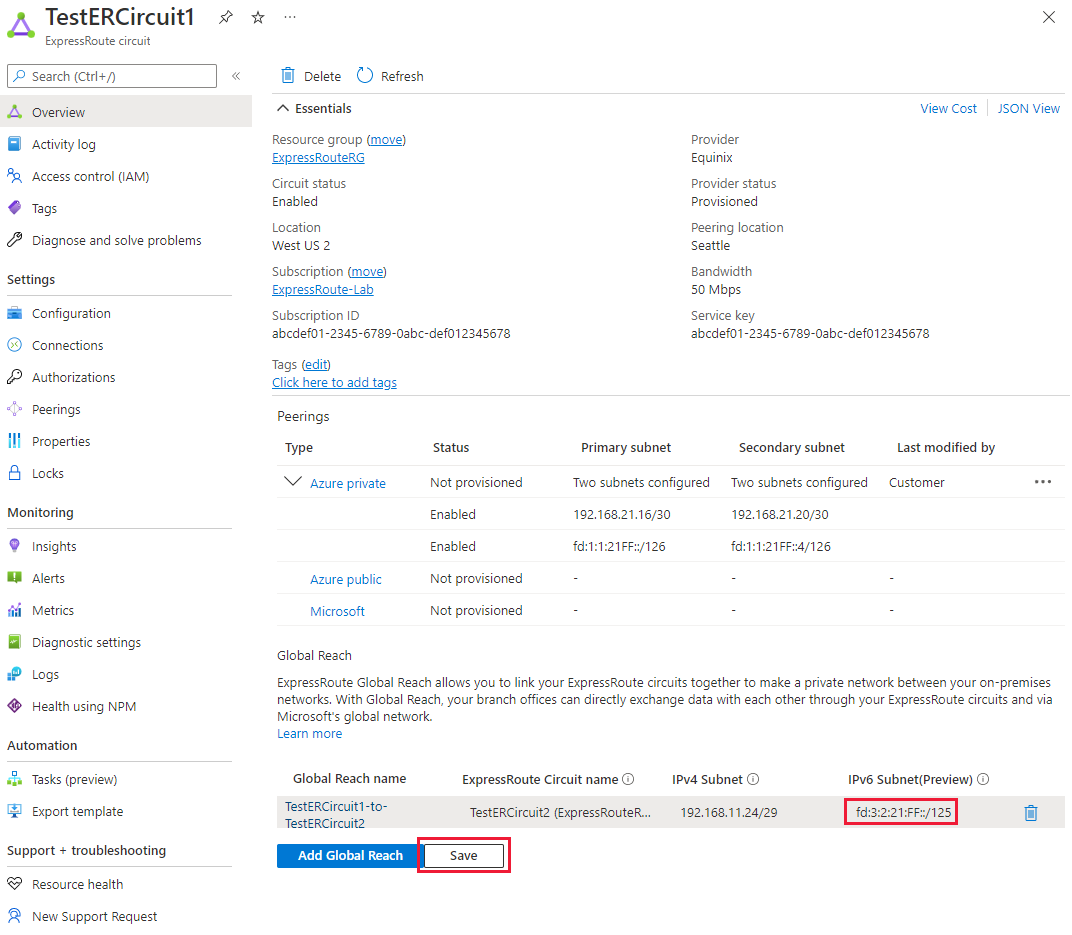 TestERCircuit1
ExpressRoute circuit
Search (Ctrl+/)
Overview
Activity log
Access control (IAM)
Tags
Diagnose and solve problems
Settings
Configuration
Connections
Authorizations
Peerings
Properties
Locks
Monitoring
Insights
Alerts
Metrics
Diagnostic settings
Logs
Health using NPM
Automation
Tasks (preview)
Export template
Support + troubleshooting
Resource health
New Support Request
Delete Refresh
Essentials
View Cost JSON View
Resource group (move)
ExpressRouteRG
Circuit status
Enabled
Location
West US 2
Subscription (move)
ExpressRoute-Lab
Subscription ID
abcdef01-2345-6789-0abc-def012345678
Tags (edit)
Click here to add tags
Provider
Equinix
Provider status
Provisioned
Peering location
Seattle
Bandwidth
50 Mbps
Service key
abcdef01-2345-6789-0abc-def012345678
Peerings
Type Status Primary subnet Secondary subnet Last modified by
Azure private Not provisioned Two subnets configured Two subnets configured Customer
Enabled 192.168.21.16/30 192.168.21.20/30
Enabled fd:1:1:21FF::/126 fd:1:1:21FF::4/126
Azure public Not provisioned - - -
Microsoft Not provisioned - - -
Global Reach
ExpressRoute Global Reach allows you to link your ExpressRoute circuits together to make a private network between your on-premises
networks. With Global Reach, your branch offices can directly exchange data with each other through your ExpressRoute circuits and via
Microsoft's global network.
Learn more
Global Reach name ExpressRoute Circuit name IPv4 Subnet IPv6 Subnet(Preview)
TestERCircuit1-to-
TestERCircuit2 TestERCircuit2 (ExpressRouteR... 192.168.11.24/29 fd:3:2:21:FF::/125
Add Global Reach Save